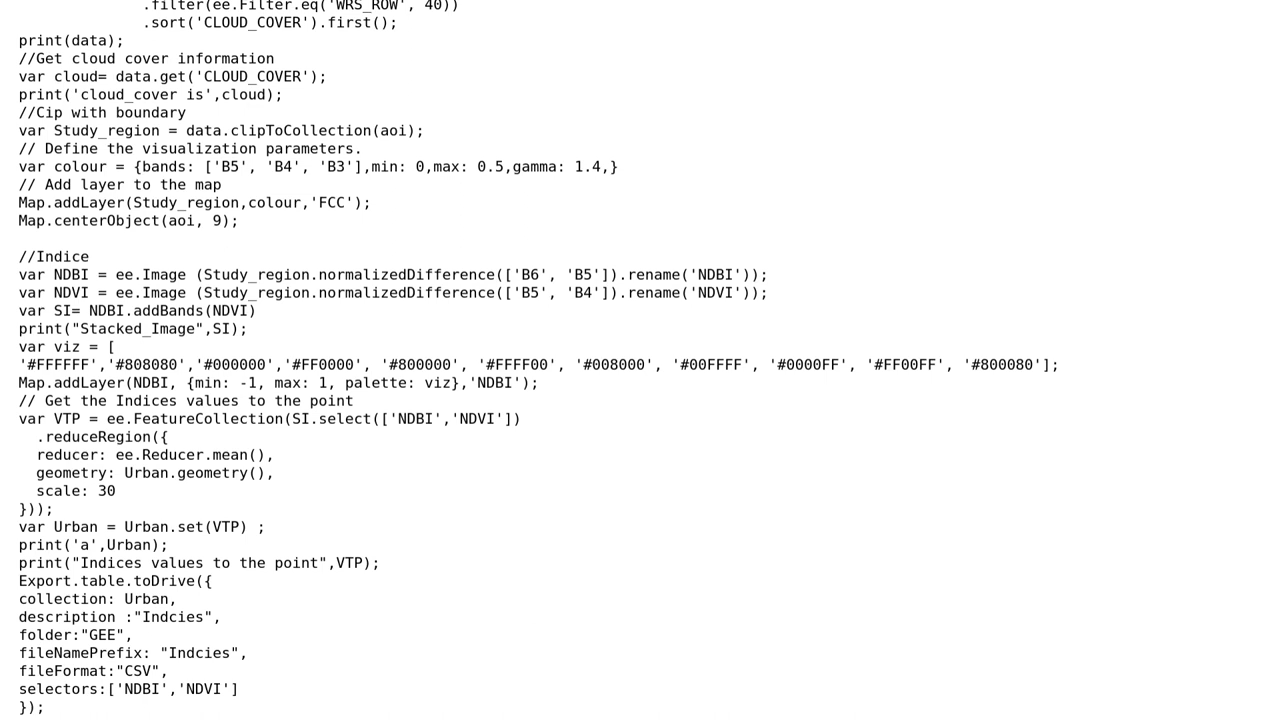 .filter(ee.Filter.eq('WRS_ROW', 40))
.sort('CLOUD_COVER').first();
print(data);
//Get cloud cover information
var cloud= data.get('CLOUD_COVER');
print('cloud_cover is',cloud);
//Cip with boundary
var Study_region = data.clipToCollection(aoi);
// Define the visualization parameters.
var colour = {bands: ['B5', 'B4', 'B3'],min: 0,max: 0.5,gamma: 1.4,}
// Add layer to the map
Map.addLayer(Study_region,colour,'FCC');
Map.centerObject(aoi, 9);
//Indice
var NDBI = ee.Image (Study_region.normalizedDifference(['B6', 'B5']).rename('NDBI'));
var NDVI = ee.Image (Study_region.normalizedDifference(['B5', 'B4']).rename('NDVI'));
var SI= NDBI.addBands(NDVI)
print("Stacked_Image",SI);
var viz = [
'#FFFFFF','#808080','#000000','#FF0000', '#800000', '#FFFF00', '#008000', '#00FFFF', '#0000FF', '#FF00FF', '#800080'];
Map.addLayer(NDBI, {min: -1, max: 1, palette: viz},'NDBI');
// Get the Indices values to the point
var VTP = ee.FeatureCollection(SI.select(['NDBI','NDVI'])
.reduceRegion({
reducer: ee.Reducer.mean(),
geometry: Urban.geometry(),
scale: 30
}));
var Urban = Urban.set(VTP) ;
print('a',Urban);
print("Indices values to the point",VTP);
Export.table.toDrive({
collection: Urban,
description :"Indcies",
folder:"GEE",
fileNamePrefix: "Indcies",
fileFormat:"CSV",
selectors:['NDBI','NDVI']
});